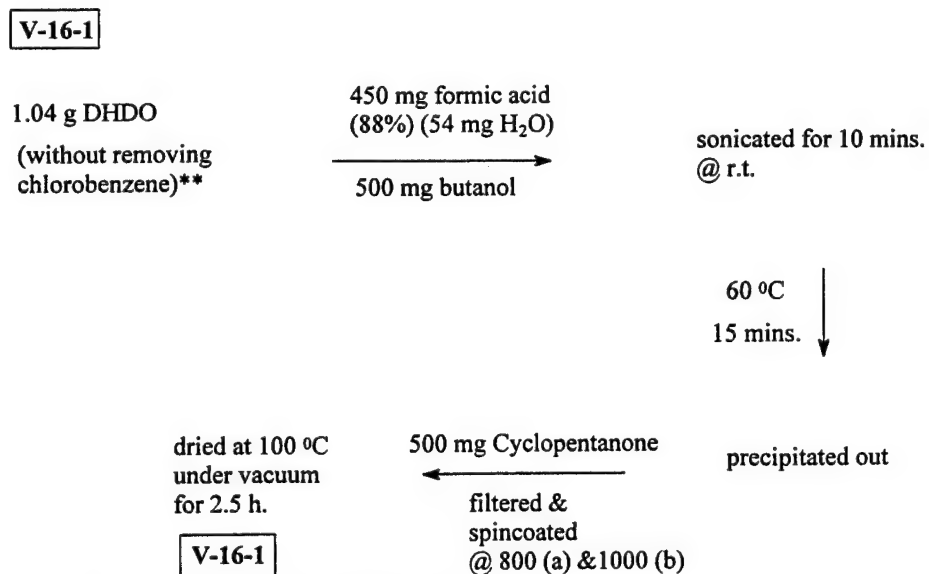 V-16-1
1.04 g DHDO
(without removing
chlorobenzene)**
450 mg formic acid
(88%) (54 mg H₂O)
500 mg butanol
sonicated for 10 mins.
@ r.t.
60 ⁰C
15 mins.
precipitated out
500 mg Cyclopentanone
filtered &
spincoated
@ 800 (a) &1000 (b)
dried at 100 ⁰C
under vacuum
for 2.5 h.
V-16-1